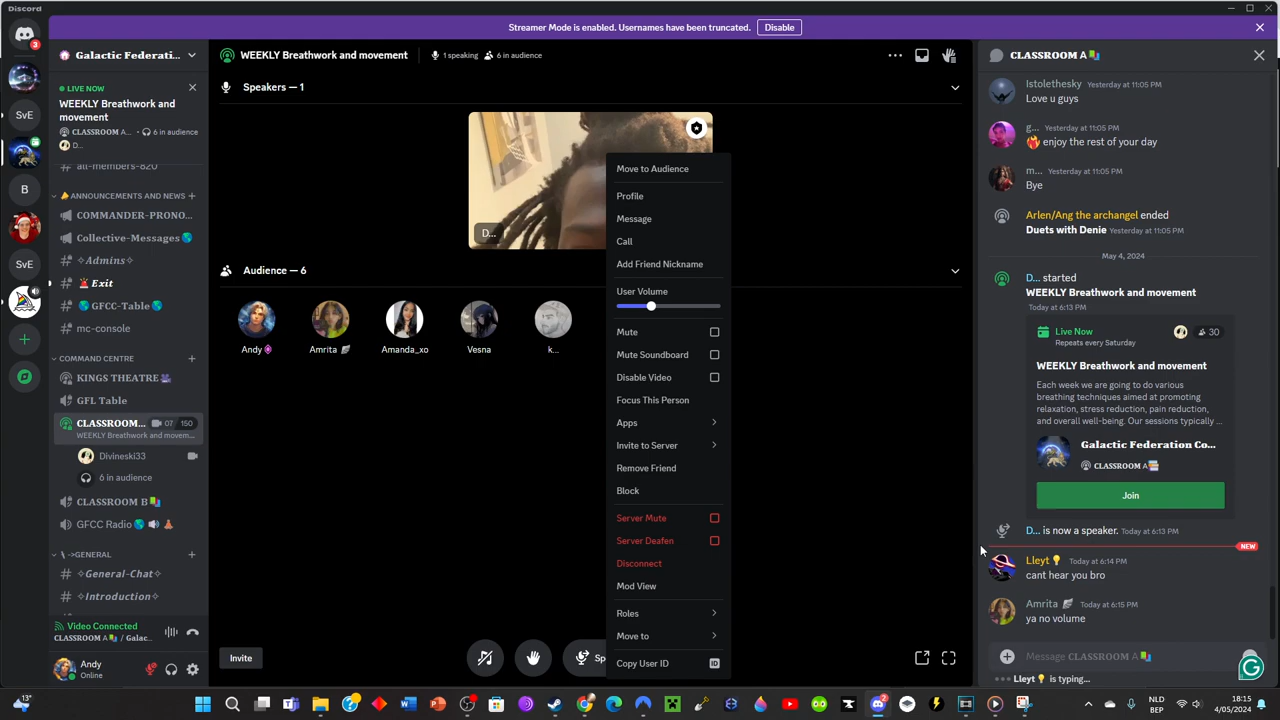 Discord
Streamer Mode is enabled. Usernames have been truncated.
Disable
3
SvE
B
SvE
Galactic Federati...
LIVE NOW
WEEKLY Breathwork and
movement
CLASSROOM A... • 6 in audience
D...
all-members-820
ANNOUNCEMENTS AND NEWS
COMMANDER-PRONO...
Collective-Messages
✧Admins✧
Exit
GFCC-Table
mc-console
COMMAND CENTRE
KINGS THEATRE
GFL Table
CLASSROOM... 07 150
WEEKLY Breathwork and movem...
Divineski33
6 in audience
CLASSROOM B
GFCC Radio
\ ->GENERAL
✧General-Chat✧
✧Introduction✧
Video Connected
CLASSROOM A / Galac...
Andy
Online
WEEKLY Breathwork and movement
1 speaking 6 in audience
Speakers — 1
D...
Audience — 6
Andy
Amrita
Amanda_xo
Vesna
k...
Invite
Sp
Move to Audience
Profile
Message
Call
Add Friend Nickname
User Volume
Mute
Mute Soundboard
Disable Video
Focus This Person
Apps
Invite to Server
Remove Friend
Block
Server Mute
Server Deafen
Disconnect
Mod View
Roles
Move to
Copy User ID ID
CLASSROOM A
Istolethesky Yesterday at 11:05 PM
Love u guys
g... Yesterday at 11:05 PM
enjoy the rest of your day
m... Yesterday at 11:05 PM
Bye
Arlen/Ang the archangel ended
Duets with Denie Yesterday at 11:05 PM
May 4, 2024
D... started
WEEKLY Breathwork and movement
Today at 6:13 PM
Live Now
Repeats every Saturday
30
WEEKLY Breathwork and movement
Each week we are going to do various
breathing techniques aimed at promoting
relaxation, stress reduction, pain reduction,
and overall well-being. Our sessions typically ...
Galactic Federation Co...
CLASSROOM A
Join
D... is now a speaker. Today at 6:13 PM
NEW
Lleyt Today at 6:14 PM
cant hear you bro
Amrita Today at 6:15 PM
ya no volume
Message CLASSROOM A
Lleyt is typing...
13°
2
NLD
BEP
18:15
4/05/2024